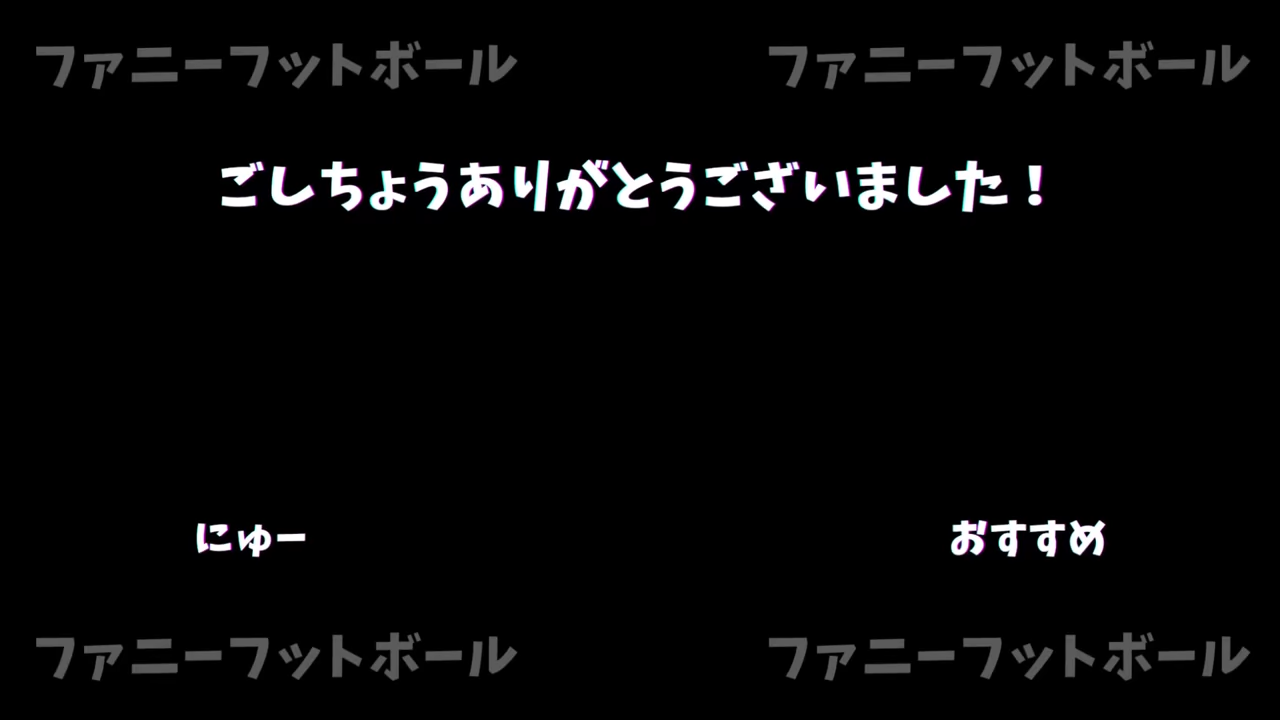 ファニーフットボール ファニーフットボール
ごしちょうありがとうございました！
にゅー おすすめ
ファニーフットボール ファニーフットボール